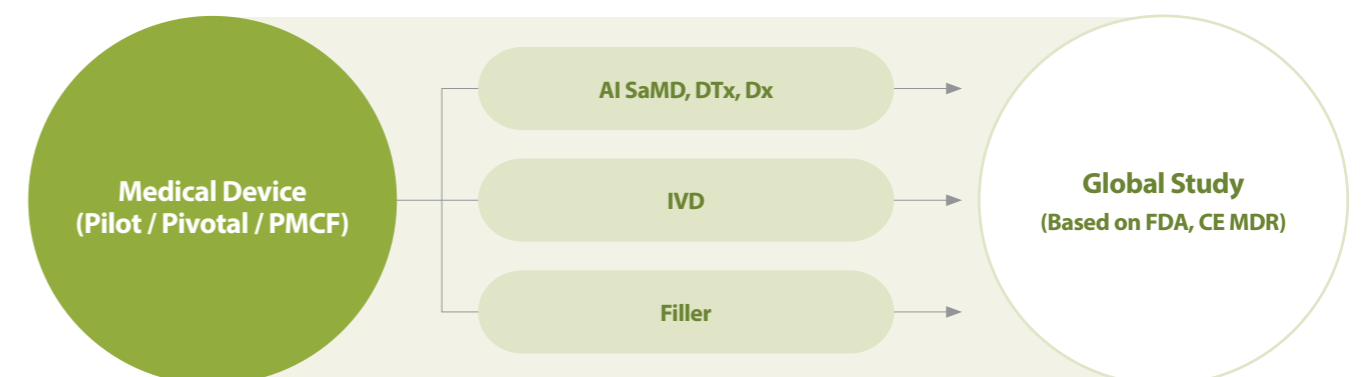 Medical Device
(Pilot / Pivotal / PMCF)
AI SaMD, DTx, Dx
IVD
Filler
Global Study
(Based on FDA, CE MDR)